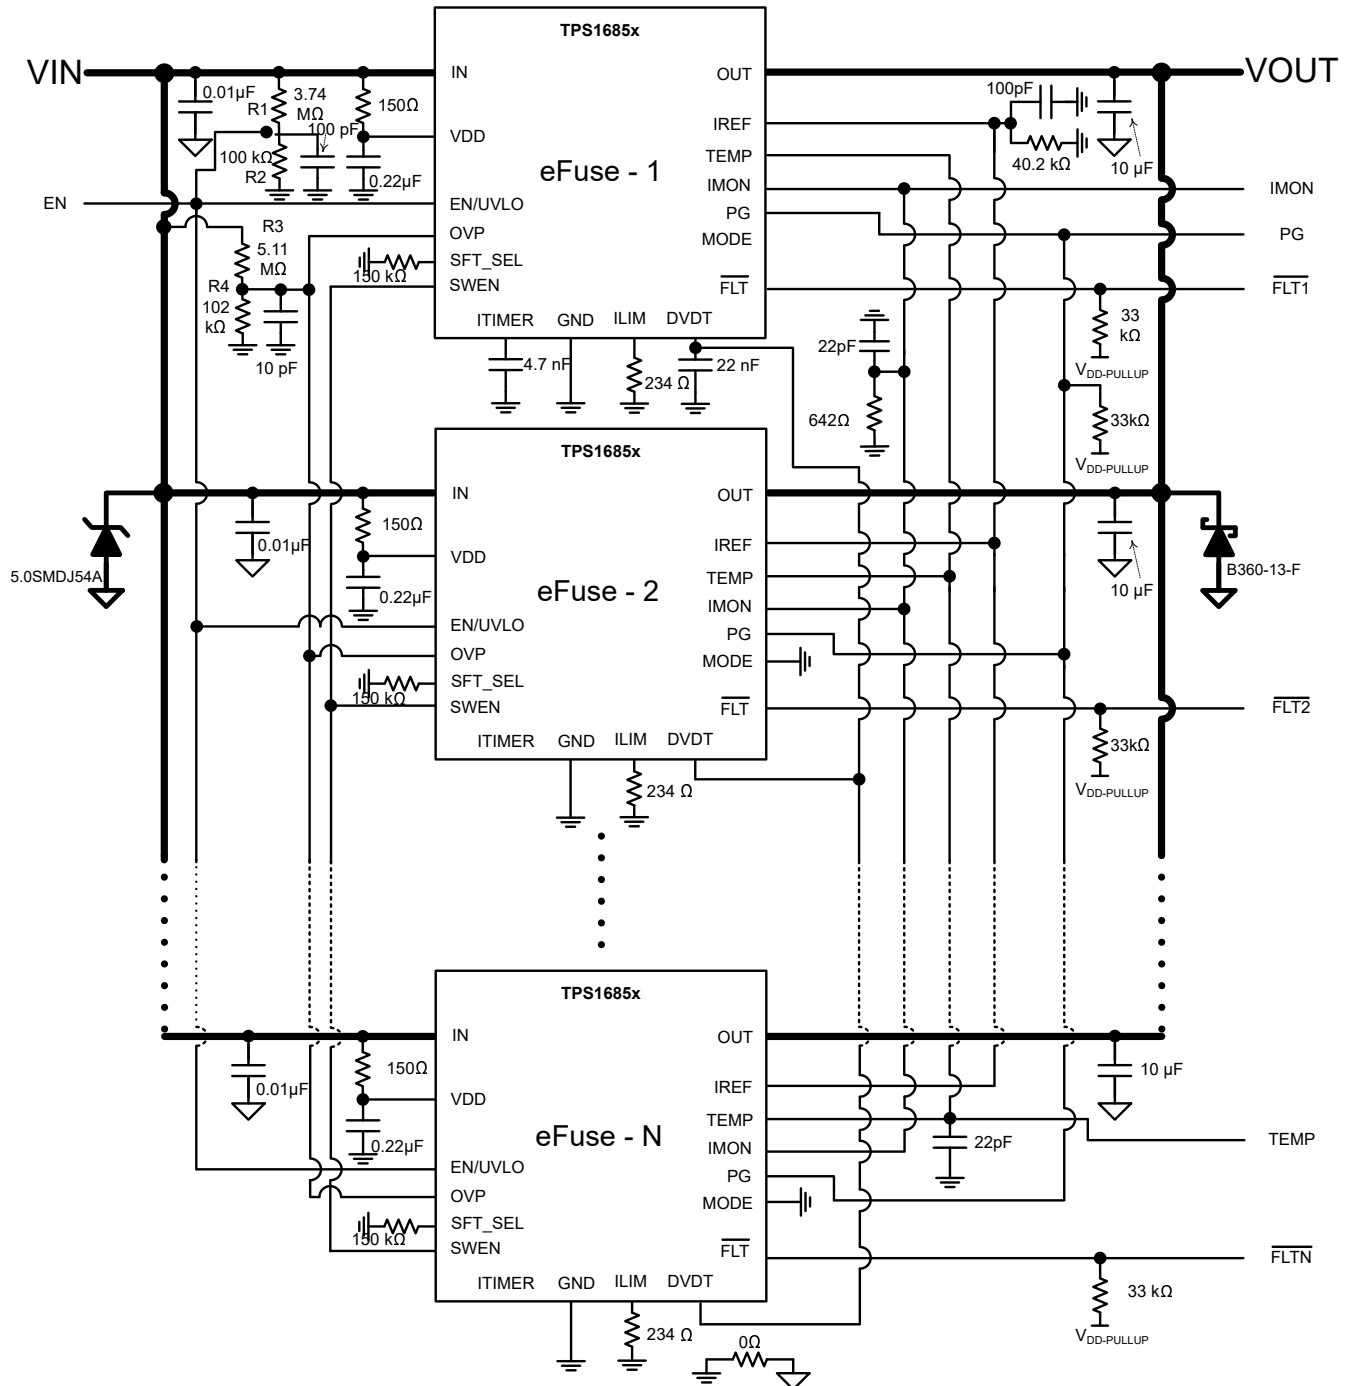 TPS1685x
VIN
IN
OUT
VOUT
0.01µF
R1
3.74
MΩ
150Ω
100pF
100 pF
VDD
IREF
TEMP
40.2 kΩ
10 µF
100 kΩ
R2
0.22µF
eFuse - 1
IMON
IMON
EN
EN/UVLO
PG
PG
R3
5.11
MΩ
OVP
MODE
SFT_SEL
150 kΩ
SWEN
FLT
FLT1
R4
102
kΩ
10 pF
ITIMER
GND
ILIM
DVDT
33
kΩ
22pF
4.7 nF
234 Ω
22 nF
VDD-PULLUP
642Ω
33kΩ
VDD-PULLUP
TPS1685x
IN
OUT
150Ω
0.01µF
IREF
VDD
5.0SMDJ54A
TEMP
10 µF
B360-13-F
0.22µF
eFuse - 2
IMON
EN/UVLO
PG
OVP
MODE
SFT_SEL
150 kΩ
SWEN
FLT
FLT2
ITIMER
GND
ILIM
DVDT
33kΩ
234 Ω
VDD-PULLUP
TPS1685x
IN
OUT
150Ω
10 µF
0.01µF
IREF
VDD
TEMP
0.22µF
eFuse - N
22pF
TEMP
IMON
EN/UVLO
PG
OVP
MODE
SFT_SEL
150 kΩ
SWEN
FLT
FLTN
ITIMER
GND
ILIM
DVDT
33 kΩ
234 Ω
0Ω
VDD-PULLUP